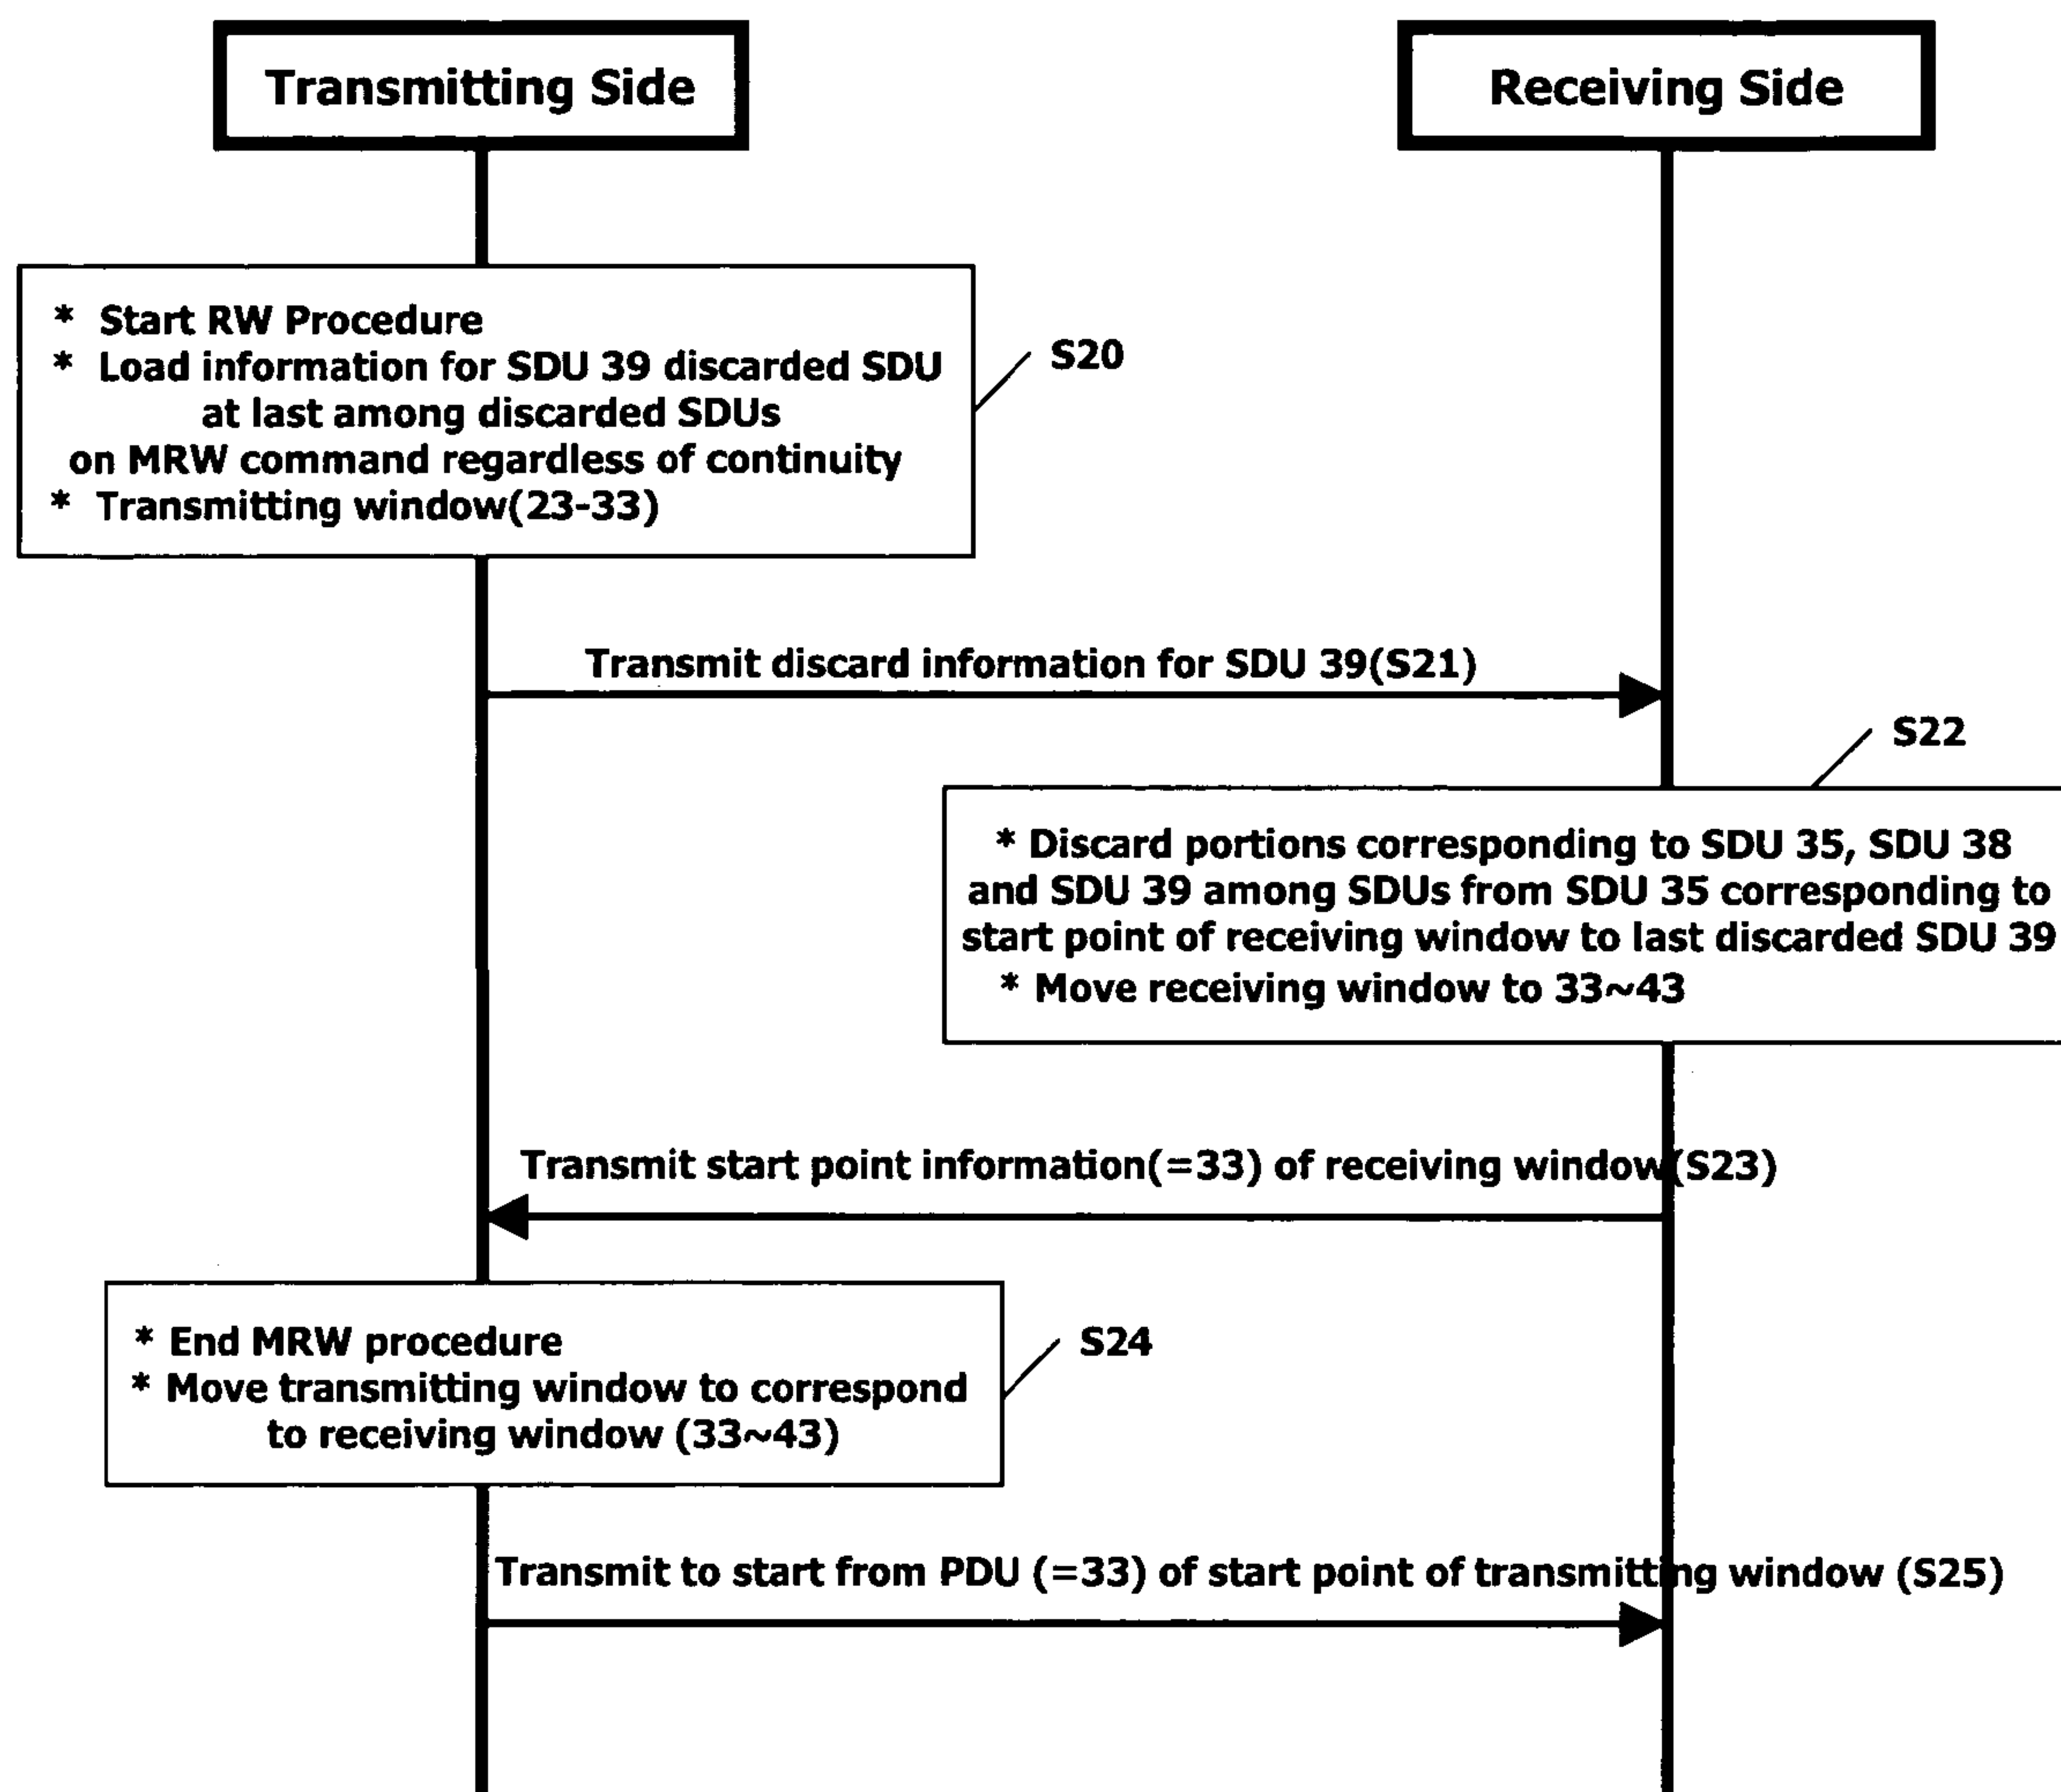 Transmitting Side
Receiving Side
* Start RW Procedure
* Load information for SDU 39 discarded SDU
at last among discarded SDUs
on MRW command regardless of continuity
* Transmitting window(23-33)
S20
Transmit discard information for SDU 39(S21)
S22
* Discard portions corresponding to SDU 35, SDU 38
and SDU 39 among SDUs from SDU 35 corresponding to
start point of receiving window to last discarded SDU 39
* Move receiving window to 33~43
Transmit start point information(=33) of receiving window(S23)
* End MRW procedure
* Move transmitting window to correspond
to receiving window (33~43)
S24
Transmit to start from PDU (=33) of start point of transmitting window (S25)